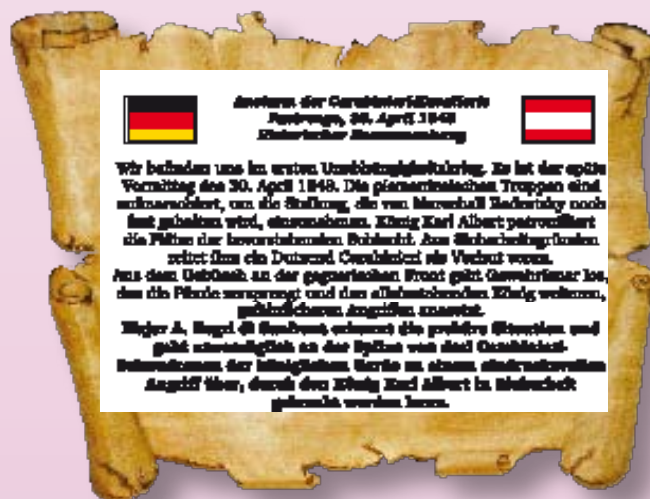 Ansturm der Carabinieri-Kavallerie
Pastrengo, 30. April 1848
Historischer Zusammenhang
Wir befinden uns im ersten Unabhängigkeitskrieg. Es ist der späte
Vormittag des 30. April 1848. Die piemontesischen Truppen sind
aufmarschiert, um die Stellung, die von Marschall Radetzky noch
fest gehalten wird, einzunehmen. König Karl Albert patrouilliert
die Plätze der bevorstehenden Schlacht. Aus Sicherheitsgründen
reitet ihm ein Dutzend Carabinieri als Vorhut voran.
Aus dem Gebüsch an der gegnerischen Front geht Gewehrfeuer los,
das die Pferde versprengt und den alleinstehenden König weiteren,
gefährlicheren Angriffen aussetzt.
Major A. Negri di Sanfront erkennt die prekäre Situation und
geht unverzüglich an der Spitze von drei Carabinieri-
Schwadronen der königlichen Garde zu einem eindrucksvollen
Angriff über, durch den König Karl Albert in Sicherheit
gebracht werden kann.